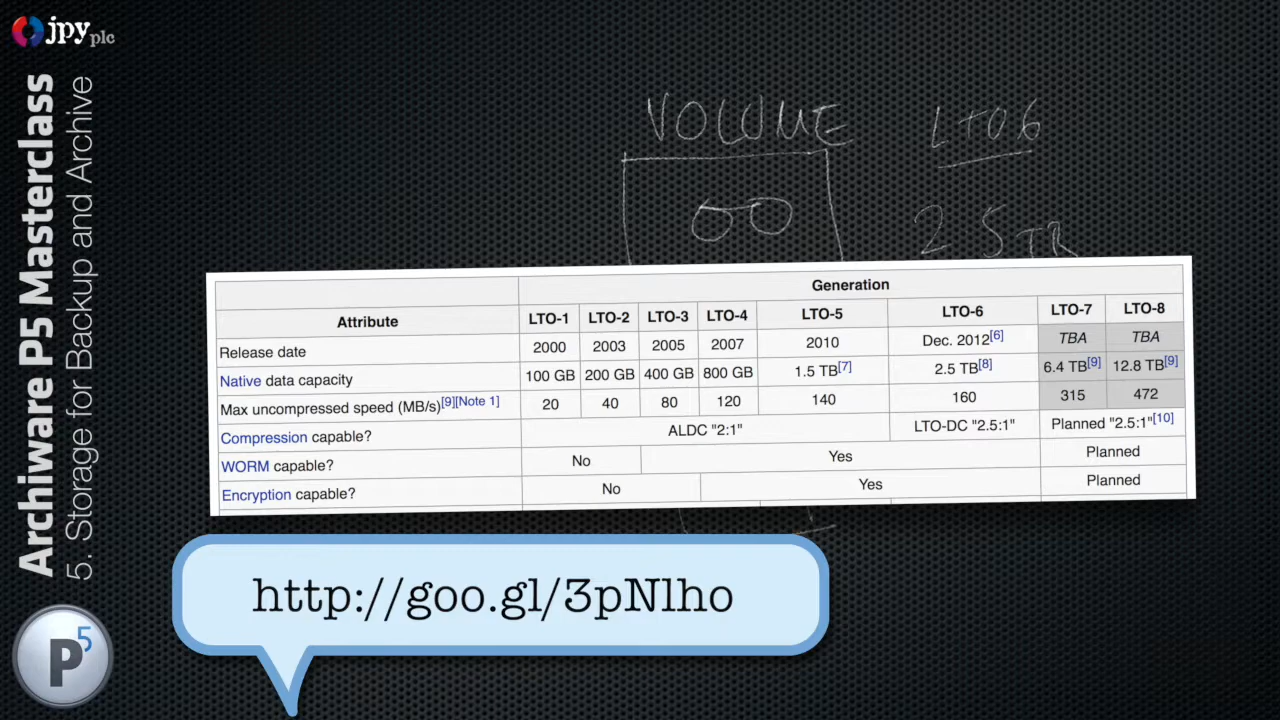 jpy plc
Archiware P5 Masterclass
5. Storage for Backup and Archive
VOLUME LTO6
2.5 TB
Generation
Attribute LTO-1 LTO-2 LTO-3 LTO-4 LTO-5 LTO-6 LTO-7 LTO-8
Release date 2000 2003 2005 2007 2010 Dec. 2012[6] TBA TBA
Native data capacity 100 GB 200 GB 400 GB 800 GB 1.5 TB[7] 2.5 TB[8] 6.4 TB[9] 12.8 TB[9]
Max uncompressed speed (MB/s)[9][Note 1] 20 40 80 120 140 160 315 472
Compression capable? ALDC "2:1" LTO-DC "2.5:1" Planned "2.5:1"[10]
WORM capable? No Yes Planned
Encryption capable? No Yes Planned
http://goo.gl/3pNlho
P5